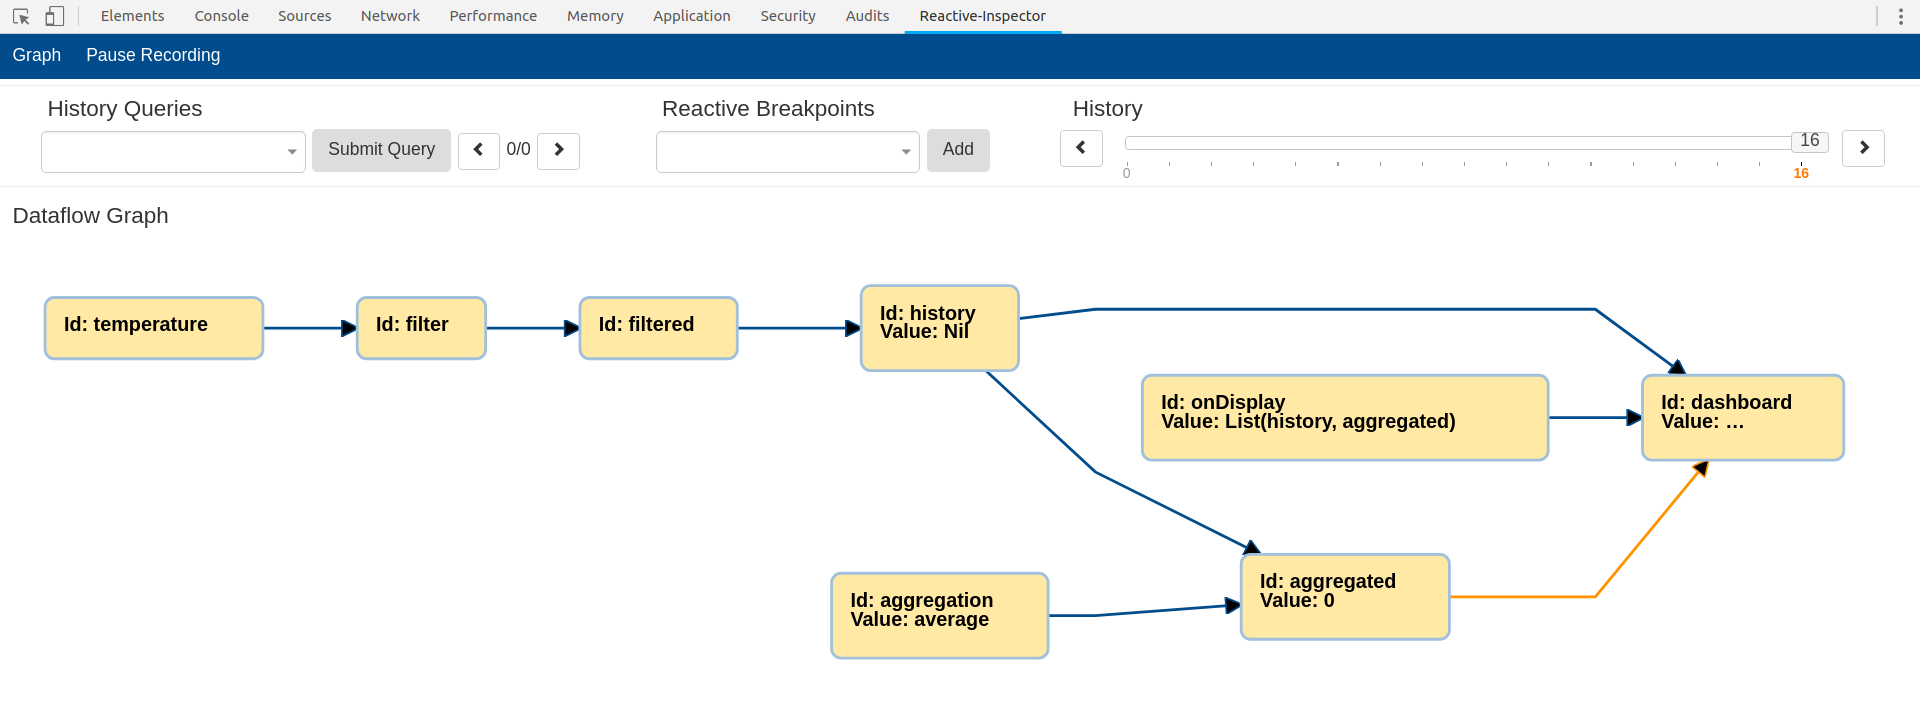 Elements Console Sources Network Performance Memory Application Security Audits Reactive-Inspector
Graph Pause Recording
History Queries Reactive Breakpoints History
Submit Query 0/0 Add 16
0 16
Dataflow Graph
Id: temperature
Id: filter
Id: filtered
Id: history
Value: Nil
Id: onDisplay
Value: List(history, aggregated)
Id: dashboard
Value: ...
Id: aggregated
Value: 0
Id: aggregation
Value: average